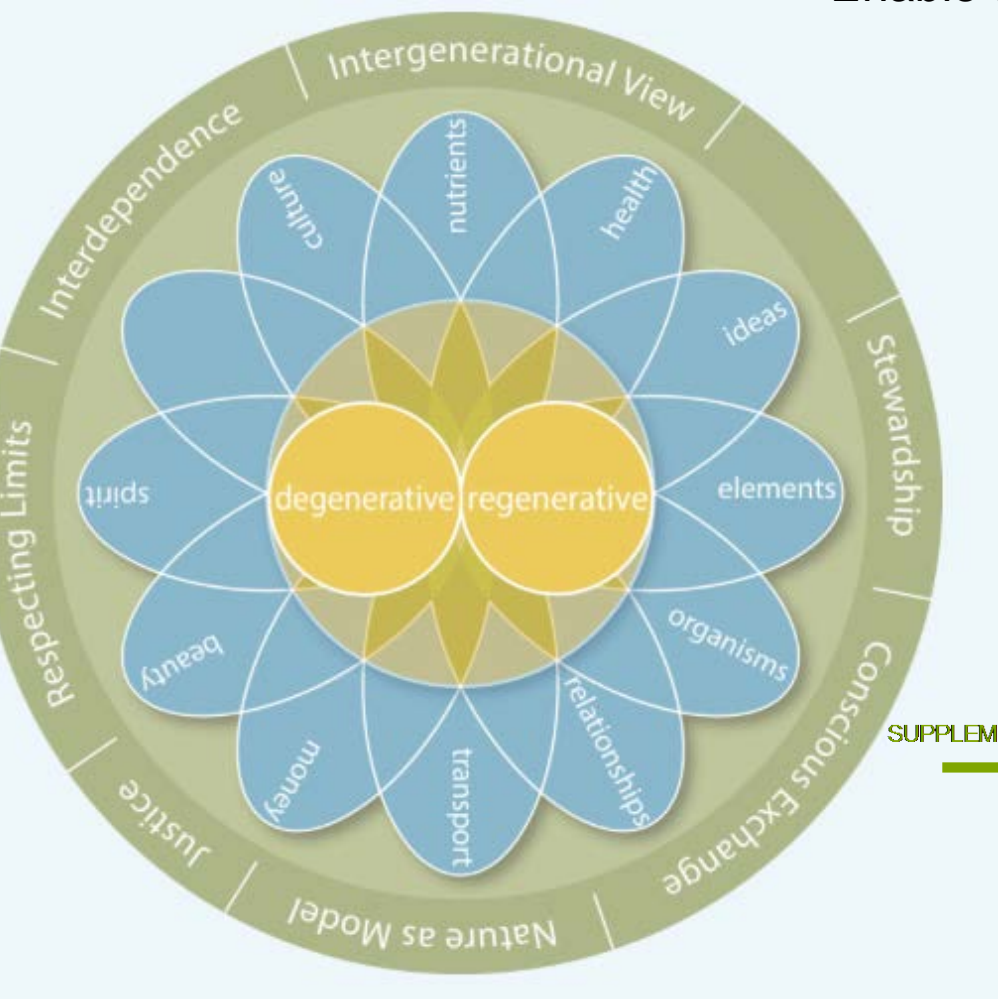 Intergenerational View
Stewardship
Conscious Exchange
Nature as Model
Justice
Respecting Limits
Interdependence
nutrients
health
ideas
elements
organisms
relationships
transport
money
beauty
spirit
culture
degenerative
regenerative
SUPPLEM